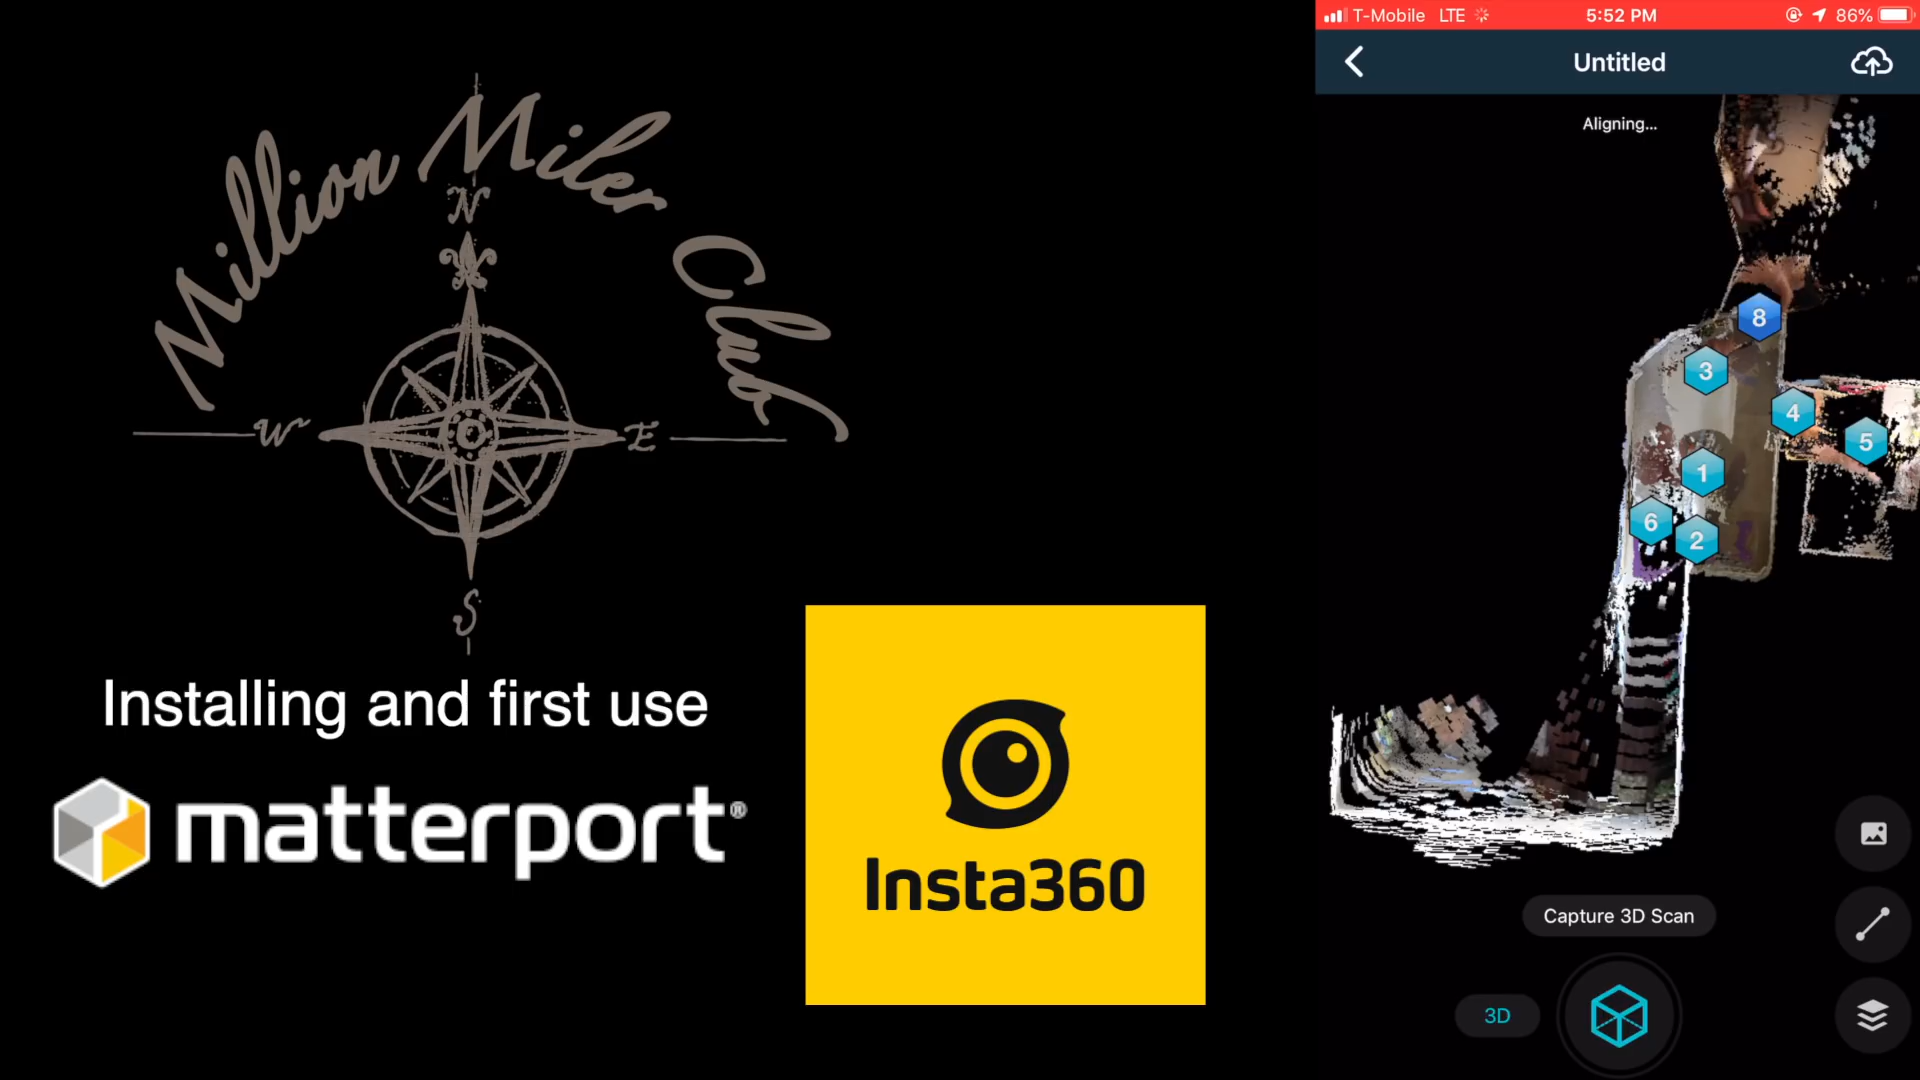 Million Miler Club
N
W
E
S
Installing and first use
matterport®
Insta360
T-Mobile LTE 5:52 PM 86%
Untitled
Aligning...
8
3
4
5
1
6
2
Capture 3D Scan
3D